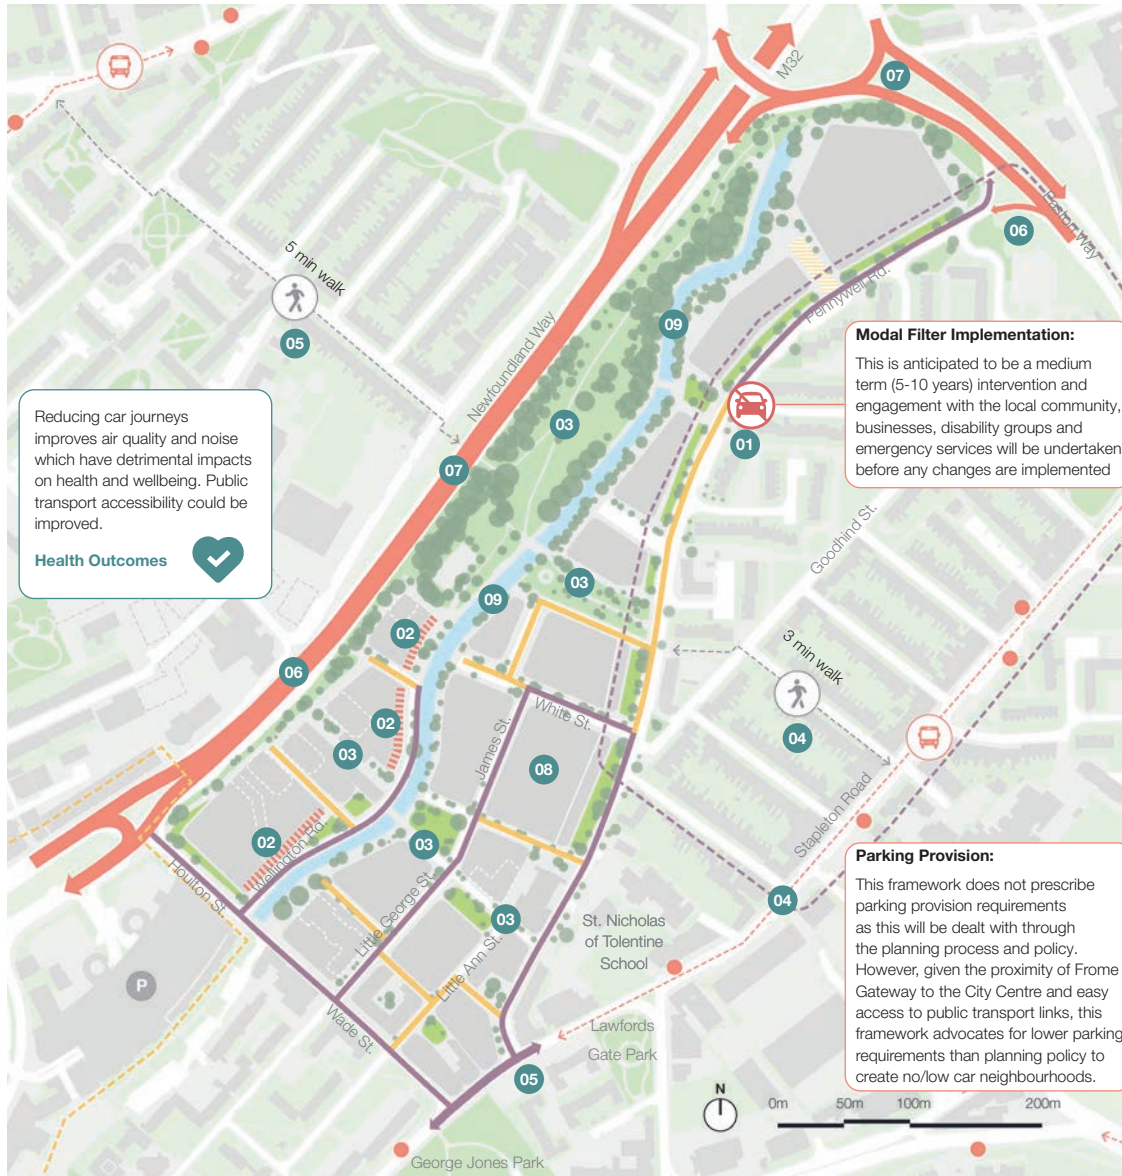 M32
07
Easton Way
06
5 min walk
05
Pennywell Rd.
09
Newfoundland Way
Modal Filter Implementation:
This is anticipated to be a medium
term (5-10 years) intervention and
engagement with the local community,
businesses, disability groups and
emergency services will be undertaken
before any changes are implemented
01
03
07
Reducing car journeys
improves air quality and noise
which have detrimental impacts
on health and wellbeing. Public
transport accessibility could be
improved.
Health Outcomes
Goodhind St.
03
09
02
3 min walk
04
06
02
03
White St.
James St.
08
Stapleton Road
02
Wellington Rd.
03
Houlton St.
Little George St.
03
Little Ann St.
04
St. Nicholas
of Tolentine
School
Parking Provision:
This framework does not prescribe
parking provision requirements
as this will be dealt with through
the planning process and policy.
However, given the proximity of Frome
Gateway to the City Centre and easy
access to public transport links, this
framework advocates for lower parking
requirements than planning policy to
create no/low car neighbourhoods.
P
Wade St.
Lawfords
Gate Park
05
N
0m 50m 100m 200m
George Jones Park